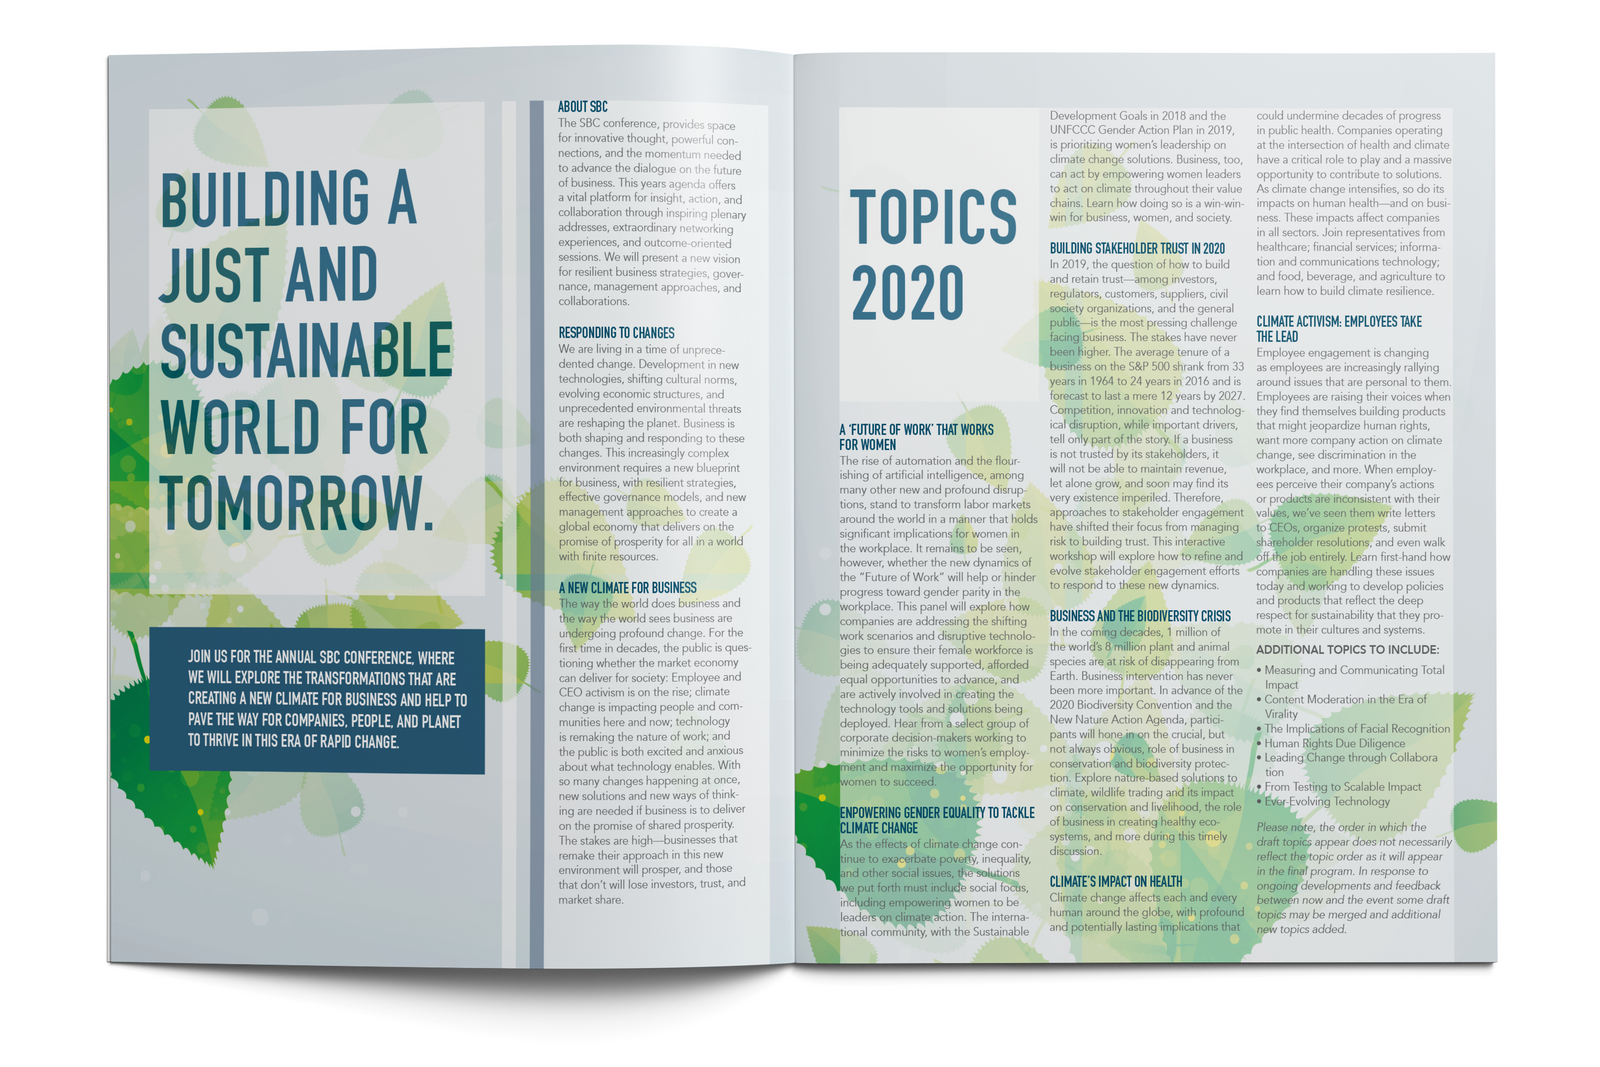 BUILDING A
JUST AND
SUSTAINABLE
WORLD FOR
TOMORROW.
JOIN US FOR THE ANNUAL SBC CONFERENCE, WHERE
WE WILL EXPLORE THE TRANSFORMATIONS THAT ARE
CREATING A NEW CLIMATE FOR BUSINESS AND HELP TO
PAVE THE WAY FOR COMPANIES, PEOPLE, AND PLANET
TO THRIVE IN THIS ERA OF RAPID CHANGE.
ABOUT SBC
The SBC conference, provides space
for innovative thought, powerful con-
nections, and the momentum needed
to advance the dialogue on the future
of business. This years agenda offers
a vital platform for insight, action, and
collaboration through inspiring plenary
addresses, extraordinary networking
experiences, and outcome-oriented
sessions. We will present a new vision
for resilient business strategies, gover-
nance, management approaches, and
collaborations.
RESPONDING TO CHANGES
We are living in a time of unprece-
dented change. Development in new
technologies, shifting cultural norms,
evolving economic structures, and
unprecedented environmental threats
are reshaping the planet. Business is
both shaping and responding to these
changes. This increasingly complex
environment requires a new blueprint
for business, with resilient strategies,
effective governance models, and new
management approaches to create a
global economy that delivers on the
promise of prosperity for all in a world
with finite resources.
A NEW CLIMATE FOR BUSINESS
The way the world does business and
the way the world sees business are
undergoing profound change. For the
first time in decades, the public is ques-
tioning whether the market economy
can deliver for society: Employee and
CEO activism is on the rise; climate
change is impacting people and com-
munities here and now; technology
is remaking the nature of work; and
the public is both excited and anxious
about what technology enables. With
so many changes happening at once,
new solutions and new ways of think-
ing are needed if business is to deliver
on the promise of shared prosperity.
The stakes are high—businesses that
remake their approach in this new
environment will prosper, and those
that don't will lose investors, trust, and
market share.
TOPICS
2020
A ‘FUTURE OF WORK’ THAT WORKS
FOR WOMEN
The rise of automation and the flour-
ishing of artificial intelligence, among
many other new and profound disrup-
tions, stand to transform labor markets
around the world in a manner that holds
significant implications for women in
the workplace. It remains to be seen,
however, whether the new dynamics of
the “Future of Work” will help or hinder
progress toward gender parity in the
workplace. This panel will explore how
companies are addressing the shifting
work scenarios and disruptive technolo-
gies to ensure their female workforce is
being adequately supported, afforded
equal opportunities to advance, and
are actively involved in creating the
technology tools and solutions being
deployed. Hear from a select group of
corporate decision-makers working to
minimize the risks to women's employ-
ment and maximize the opportunity for
women to succeed.
ENPOWERING GENDER EQUALITY TO TACKLE
CLIMATE CHANGE
As the effects of climate change con-
tinue to exacerbate poverty, inequality,
and other social issues, the solutions
we put forth must include social focus,
including empowering women to be
leaders on climate action. The interna-
tional community, with the Sustainable
Development Goals in 2018 and the
UNFCCC Gender Action Plan in 2019,
is prioritizing women's leadership on
climate change solutions. Business, too,
can act by empowering women leaders
to act on climate throughout their value
chains. Learn how doing so is a win-win-
win for business, women, and society.
BUILDING STAKEHOLDER TRUST IN 2020
In 2019, the question of how to build
and retain trust—among investors,
regulators, customers, suppliers, civil
society organizations, and the general
public—is the most pressing challenge
facing business. The stakes have never
been higher. The average tenure of a
business on the S&P 500 shrank from 33
years in 1964 to 24 years in 2016 and is
forecast to last a mere 12 years by 2027.
Competition, innovation and technolog-
ical disruption, while important drivers,
tell only part of the story. If a business
is not trusted by its stakeholders, it
will not be able to maintain revenue,
let alone grow, and soon may find its
very existence imperiled. Therefore,
approaches to stakeholder engagement
have shifted their focus from managing
risk to building trust. This interactive
workshop will explore how to refine and
evolve stakeholder engagement efforts
to respond to these new dynamics.
BUSINESS AND THE BIODIVERSITY CRISIS
In the coming decades, 1 million of
the world's 8 million plant and animal
species are at risk of disappearing from
Earth. Business intervention has never
been more important. In advance of the
2020 Biodiversity Convention and the
New Nature Action Agenda, partici-
pants will hone in on the crucial, but
not always obvious, role of business in
conservation and biodiversity protec-
tion. Explore nature-based solutions to
climate, wildlife trading and its impact
on conservation and livelihood, the role
of business in creating healthy eco-
systems, and more during this timely
discussion.
CLIMATE'S IMPACT ON HEALTH
Climate change affects each and every
human around the globe, with profound
and potentially lasting implications that
could undermine decades of progress
in public health. Companies operating
at the intersection of health and climate
have a critical role to play and a massive
opportunity to contribute to solutions.
As climate change intensifies, so do its
impacts on human health—and on busi-
ness. These impacts affect companies
in all sectors. Join representatives from
healthcare; financial services; informa-
tion and communications technology;
and food, beverage, and agriculture to
learn how to build climate resilience.
CLIMATE ACTIVISM: EMPLOYEES TAKE
THE LEAD
Employee engagement is changing
as employees are increasingly rallying
around issues that are personal to them.
Employees are raising their voices when
they find themselves building products
that might jeopardize human rights,
want more company action on climate
change, see discrimination in the
workplace, and more. When employ-
ees perceive their company's actions
or products are inconsistent with their
values, we've seen them write letters
to CEOs, organize protests, submit
shareholder resolutions, and even walk
off the job entirely. Learn first-hand how
companies are handling these issues
today and working to develop policies
and products that reflect the deep
respect for sustainability that they pro-
mote in their cultures and systems.
ADDITIONAL TOPICS TO INCLUDE:
• Measuring and Communicating Total
Impact
• Content Moderation in the Era of
Virality
• The Implications of Facial Recognition
• Human Rights Due Diligence
• Leading Change through Collabora
tion
• From Testing to Scalable Impact
• Ever-Evolving Technology
Please note, the order in which the
draft topics appear does not necessarily
reflect the topic order as it will appear
in the final program. In response to
ongoing developments and feedback
between now and the event some draft
topics may be merged and additional
new topics added.